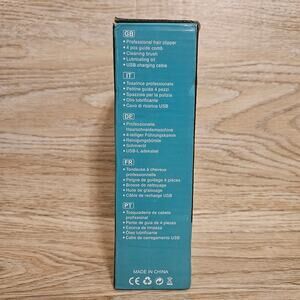 GB
• Professional hair clipper
• 4 pcs guide comb
• Cleaning brush
• Lubricating oil
• USB charging cable
IT
• Tosatrice professionale
• Pettine guida 4 pezzi
• Spazzola per la pulizia
• Olio lubrificante
• Cavo di ricarica USB
DE
• Professionelle
Haarschneidemaschine
• 4-teiliger Führungskamm
• Reinigungsbürste
• Schmieröl
• USB-Ladekabel
FR
• Tondeuse à cheveux
professionnelle
• Peigne de guidage 4 pièces
• Brosse de nettoyage
• Huile de graissage
• Câble de recharge USB
PT
• Tosquiadeira de cabelo
profissional
• Pente de guia de 4 pcs
• Escova de limpeza
• Óleo lubrificante
• Cabo de carregamento USB
MADE IN CHINA
CE